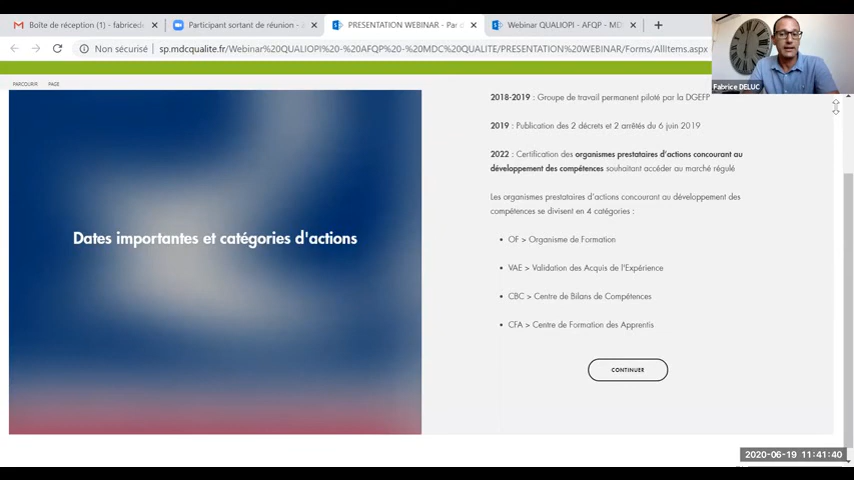 Boîte de réception - fabriced
Participant sortant de réunion -
PRESENTATION WEBINAR - Par d
Webinar QUALIOPI - AFQP - MD
Non sécurisé
sp.mdcqualite.fr/Webinar%20QUALIOPI%20-%20AFQP%20-%20MDC%20QUALITE/PRESENTATION%20WEBINAR/Forms/AllItems.aspx
Fabrice DELUC
PARCOURIR PAGE
Dates importantes et catégories d'actions
2018-2019 : Groupe de travail permanent piloté par la DGEFP
2019 : Publication des 2 décrets et 2 arrêtés du 6 juin 2019
2022 : Certification des organismes prestataires d'actions concourant au
développement des compétences souhaitant accéder au marché régulé
Les organismes prestataires d'actions concourant au développement des
compétences se divisent en 4 catégories :
• OF > Organisme de Formation
• VAE > Validation des Acquis de l'Expérience
• CBC > Centre de Bilans de Compétences
• CFA > Centre de Formation des Apprentis
CONTINUER
2020-06-19 11:41:40